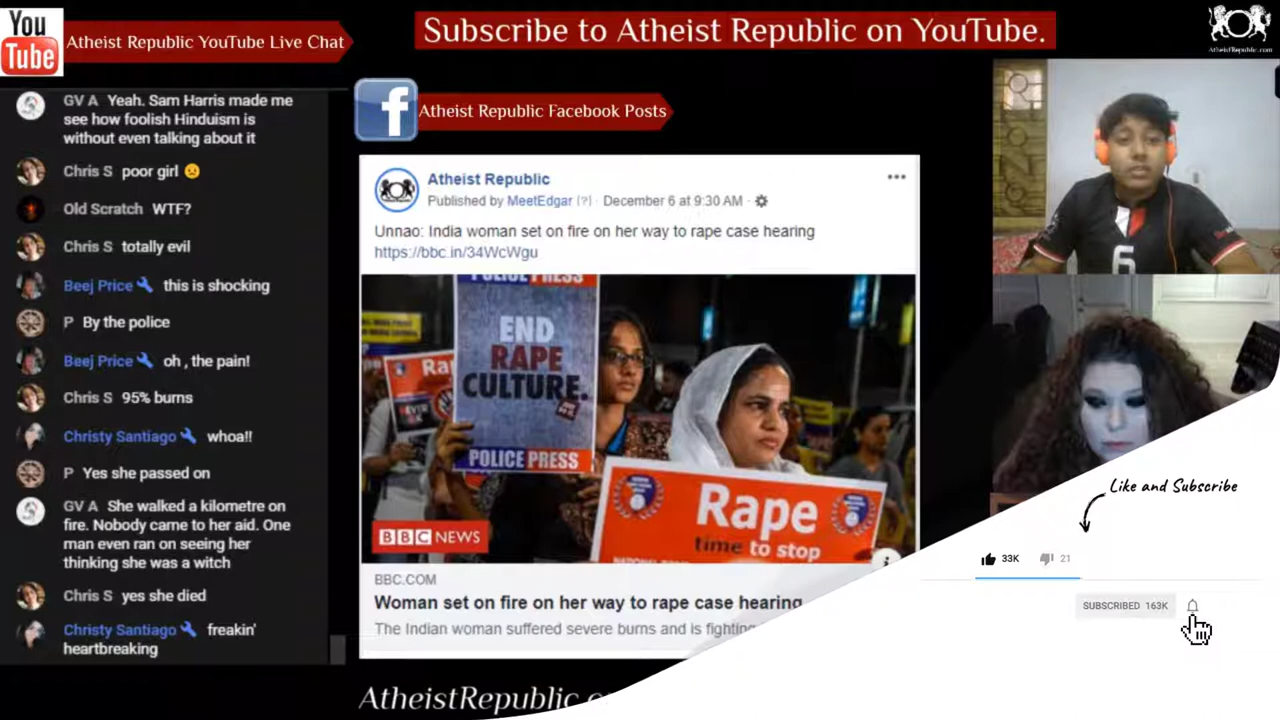 You
Tube
Atheist Republic YouTube Live Chat
Subscribe to Atheist Republic on YouTube.
AtheistRepublic.com
GV A Yeah. Sam Harris made me
see how foolish Hinduism is
without even talking about it
Chris S poor girl 😟
Old Scratch WTF?
Chris S totally evil
Beej Price this is shocking
P By the police
Beej Price oh , the pain!
Chris S 95% burns
Christy Santiago whoa!!
P Yes she passed on
GV A She walked a kilometre on
fire. Nobody came to her aid. One
man even ran on seeing her
thinking she was a witch
Chris S yes she died
Christy Santiago freakin'
heartbreaking
f
Atheist Republic Facebook Posts
Atheist Republic
Published by MeetEdgar [?] · December 6 at 9:30 AM ·
Unnao: India woman set on fire on her way to rape case hearing
https://bbc.in/34WcWgu
POLICE PRESS
END
RAPE
CULTURE.
POLICE PRESS
Ra
Rape
time to stop
BBC NEWS
BBC.COM
Woman set on fire on her way to rape case hearing
The Indian woman suffered severe burns and is fighting
AtheistRepublic.
6
Like and Subscribe
33K
21
SUBSCRIBED 163K